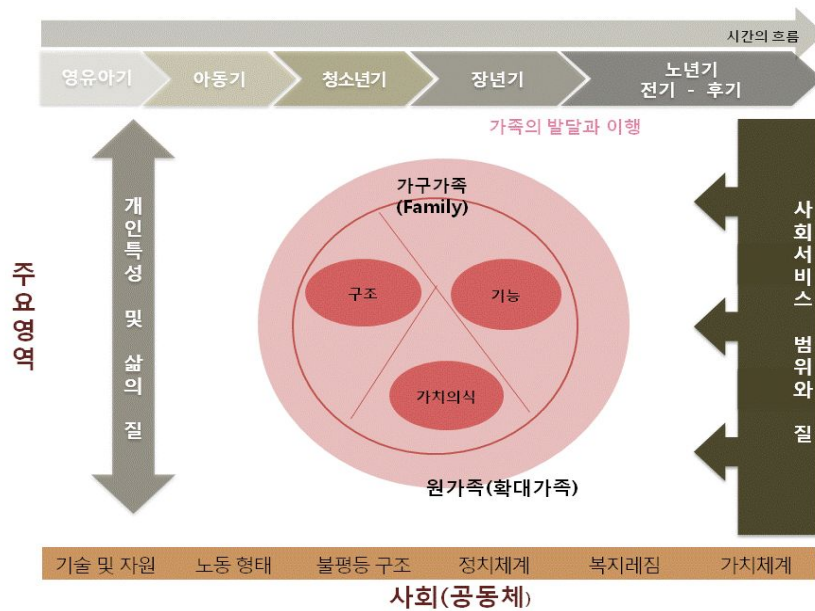 시간의 흐름
영유아기
아동기
청소년기
장년기
노년기
전기 - 후기
가족의 발달과 이행
주요영역
개인특성 및 삶의 질
가구가족
(Family)
구조
기능
가치의식
원가족(확대가족)
사회서비스 범위와 질
기술 및 자원
노동 형태
불평등 구조
정치체계
복지레짐
가치체계
사회(공동체)